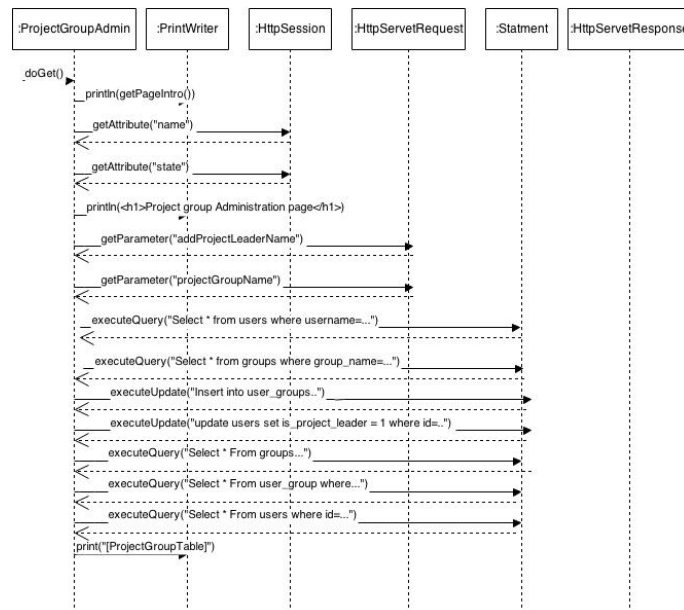 :ProjectGroupAdmin :PrintWriter :HttpSession :HttpServetRequest :Statment :HttpServetResponse
doGet()
println(getPageIntro())
getAttribute("name")
getAttribute("state")
println(<h1>Project group Administration page</h1>)
getParameter("addProjectLeaderName")
getParameter("projectGroupName")
executeQuery("Select * from users where username=...")
executeQuery("Select * from groups where group_name=...")
executeUpdate("Insert into user_groups..")
executeUpdate("update users set is_project_leader = 1 where id=..")
executeQuery("Select * From groups...")
executeQuery("Select * From user_group where...")
executeQuery("Select * From users where id=...")
print("[ProjectGroupTable]")